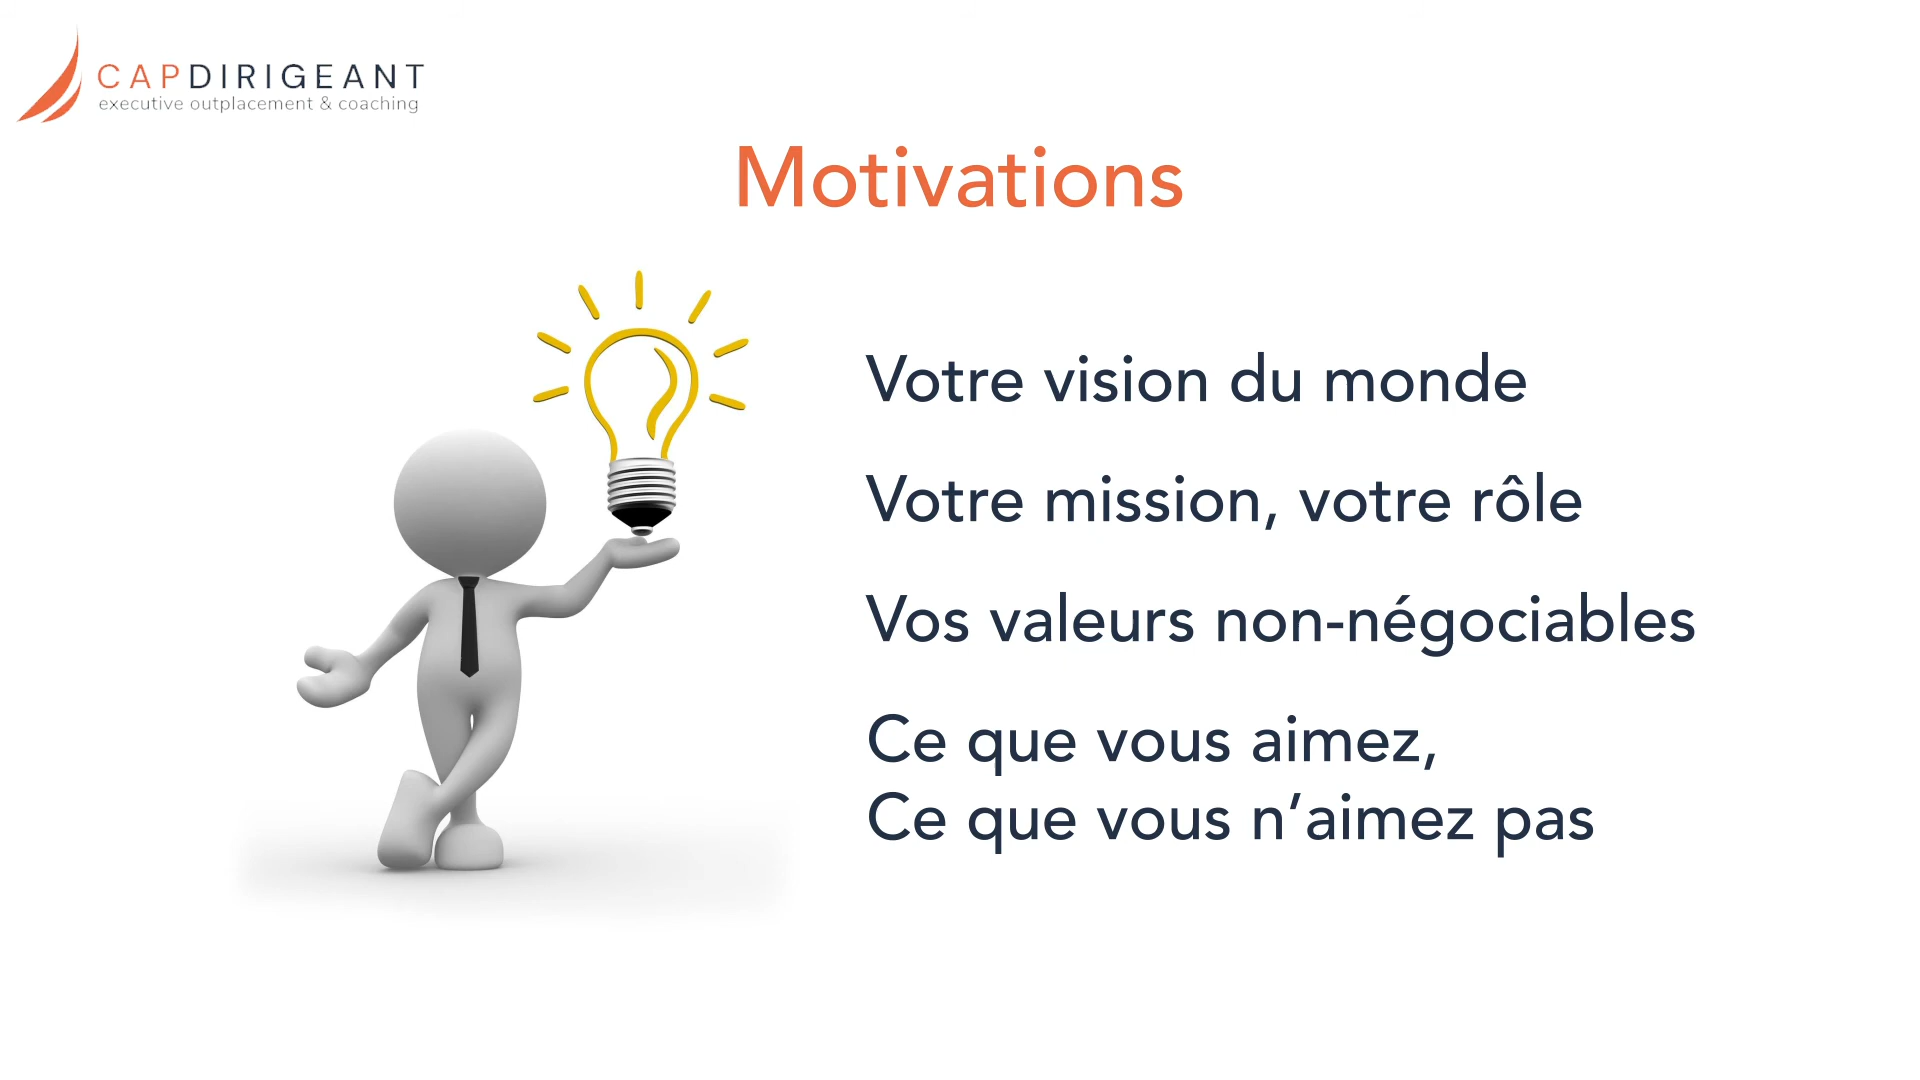 CAPDIRIGEANT
executive outplacement & coaching
Motivations
Votre vision du monde
Votre mission, votre rôle
Vos valeurs non-négociables
Ce que vous aimez,
Ce que vous n’aimez pas